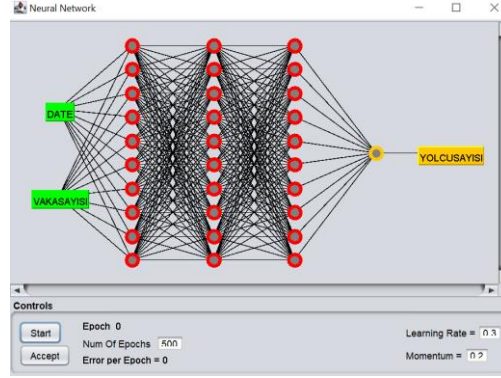 Neural Network
DATE
VAKASAYISI
YOLCUSAYISI
Controls
Start
Accept
Epoch 0
Num Of Epochs 500
Error per Epoch = 0
Learning Rate = 0.3
Momentum = 0.2